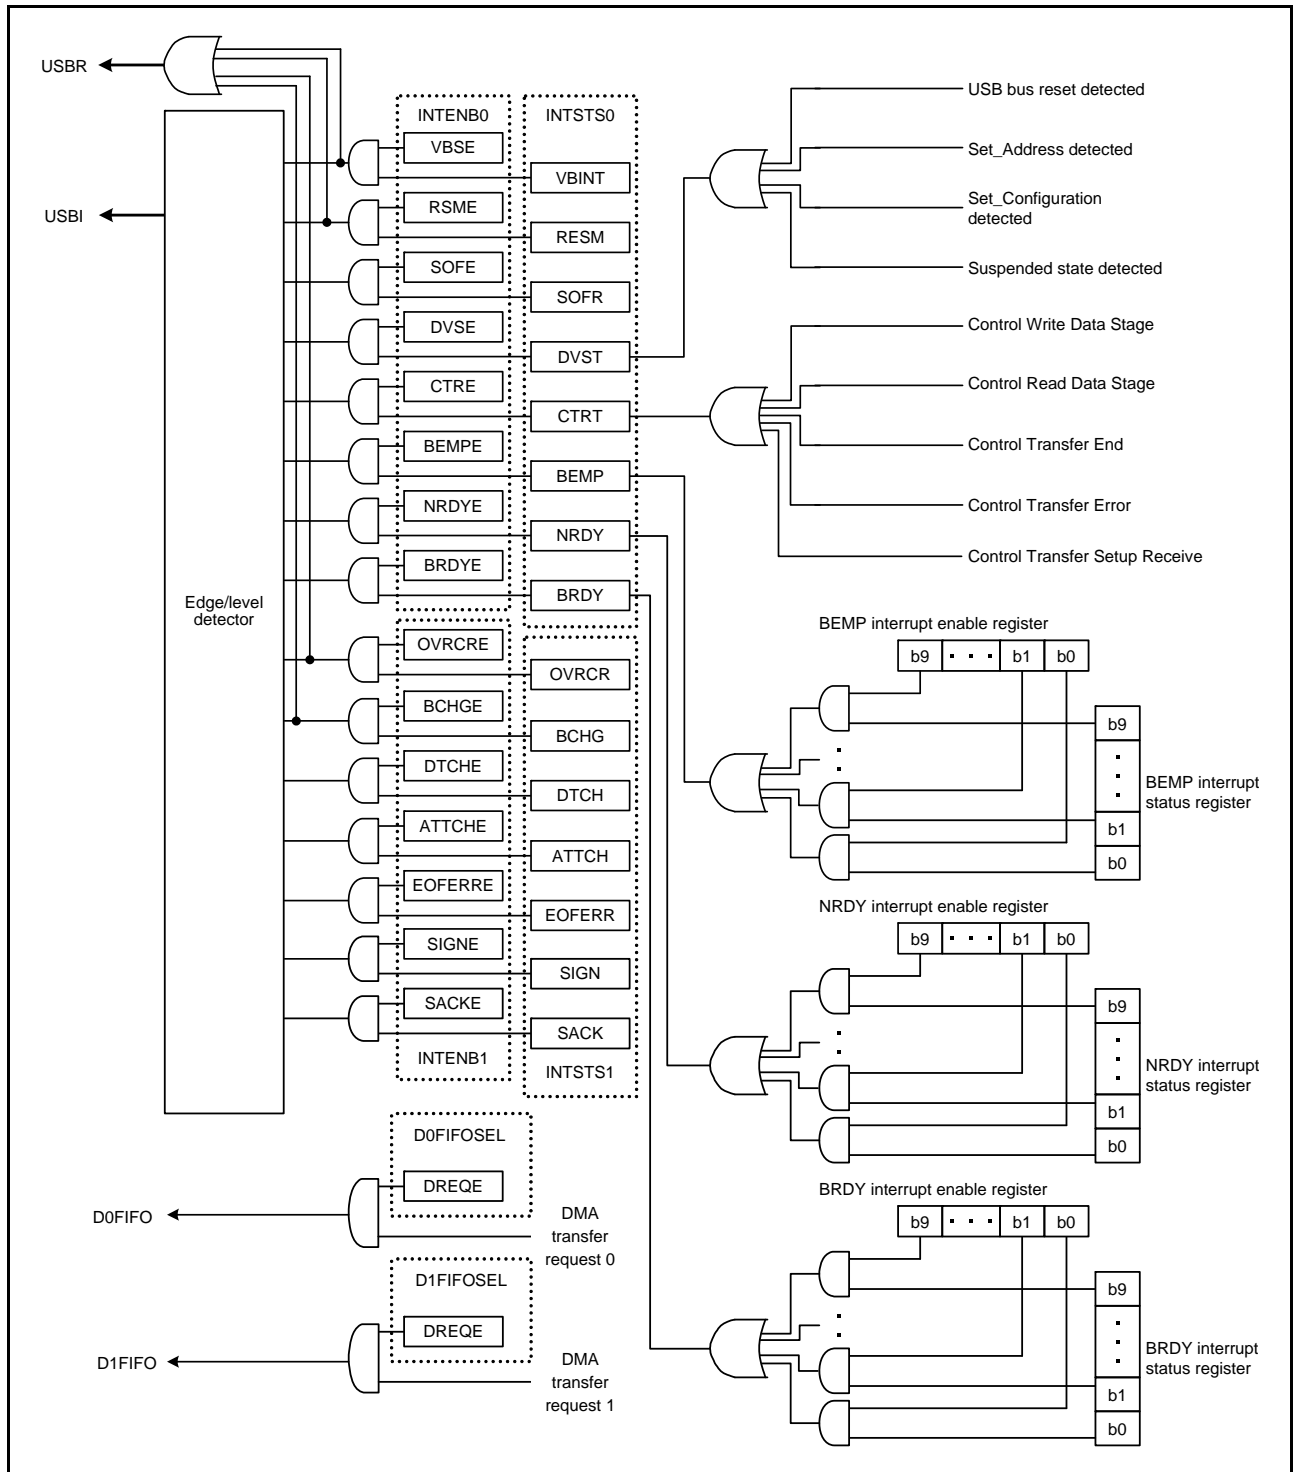 USBR
USBI
Edge/level
detector
INTENB0
VBSE
RSME
SOFE
DVSE
CTRE
BEMPE
NRDYE
BRDYE
OVRCRE
BCHGE
DTCHE
ATTCHE
EOFERRE
SIGNE
SACKE
INTENB1
INTSTS0
VBINT
RESM
SOFR
DVST
CTRT
BEMP
NRDY
BRDY
OVRCR
BCHG
DTCH
ATTCH
EOFERR
SIGN
SACK
INTSTS1
USB bus reset detected
Set_Address detected
Set_Configuration
detected
Suspended state detected
Control Write Data Stage
Control Read Data Stage
Control Transfer End
Control Transfer Error
Control Transfer Setup Receive
BEMP interrupt enable register
b9 · · · b1 b0
b9
b1
b0
BEMP interrupt
status register
NRDY interrupt enable register
b9 · · · b1 b0
b9
b1
b0
NRDY interrupt
status register
BRDY interrupt enable register
b9 · · · b1 b0
b9
b1
b0
BRDY interrupt
status register
D0FIFOSEL
DREQE
D0FIFO
DMA
transfer
request 0
D1FIFOSEL
DREQE
D1FIFO
DMA
transfer
request 1